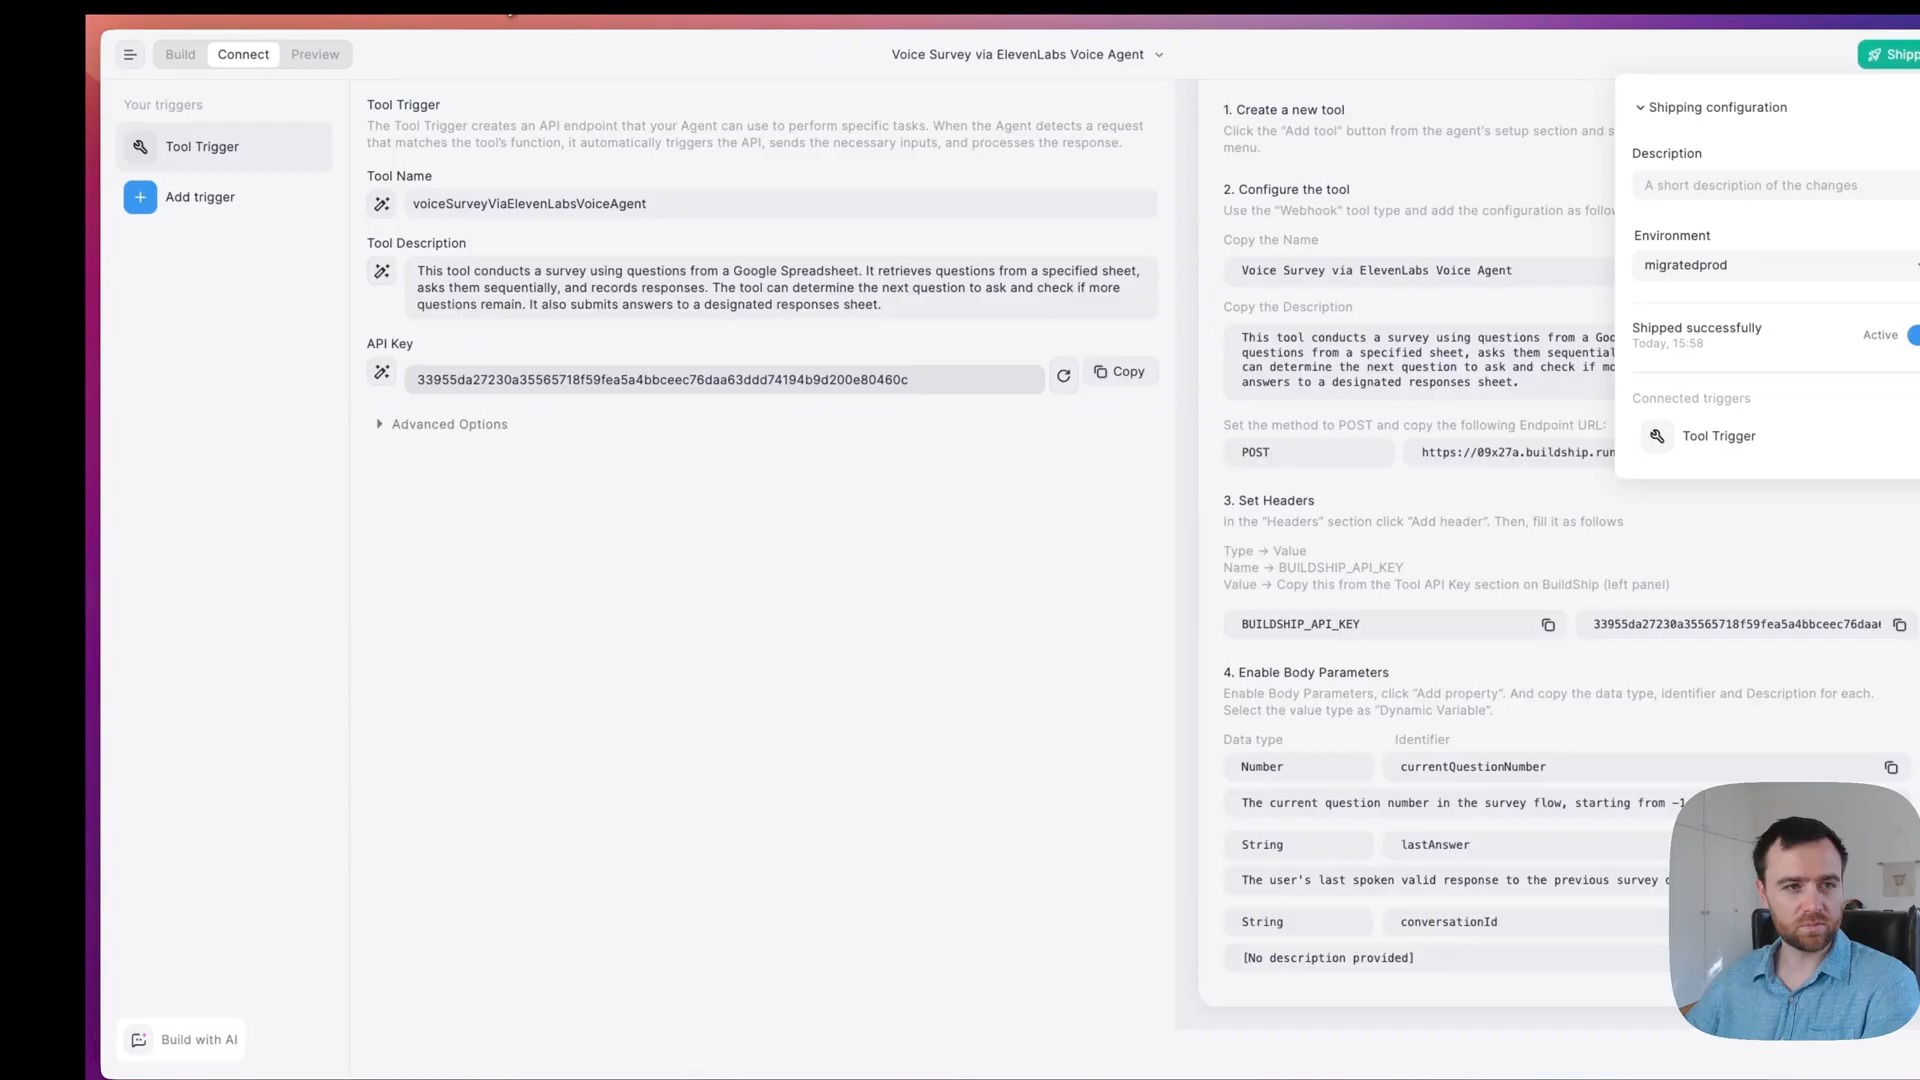 Build
Connect
Preview
Voice Survey via ElevenLabs Voice Agent
Your triggers
Tool Trigger
Add trigger
Tool Trigger
The Tool Trigger creates an API endpoint that your Agent can use to perform specific tasks. When the Agent detects a request
that matches the tool's function, it automatically triggers the API, sends the necessary inputs, and processes the response.
Tool Name
voiceSurveyViaElevenLabsVoiceAgent
Tool Description
This tool conducts a survey using questions from a Google Spreadsheet. It retrieves questions from a specified sheet,
asks them sequentially, and records responses. The tool can determine the next question to ask and check if more
questions remain. It also submits answers to a designated responses sheet.
API Key
33955da27230a35565718f59fea5a4bbceec76daa63ddd74194b9d200e80460c
Copy
Advanced Options
1. Create a new tool
Click the "Add tool" button from the agent's setup section and s
menu.
2. Configure the tool
Use the "Webhook" tool type and add the configuration as follow
Copy the Name
Voice Survey via ElevenLabs Voice Agent
Copy the Description
This tool conducts a survey using questions from a Goo
questions from a specified sheet, asks them sequential
can determine the next question to ask and check if mo
answers to a designated responses sheet.
Set the method to POST and copy the following Endpoint URL:
POST
https://09x27a.buildship.run
3. Set Headers
In the "Headers" section click "Add header". Then, fill it as follows
Type → Value
Name → BUILDSHIP_API_KEY
Value → Copy this from the Tool API Key section on BuildShip (left panel)
BUILDSHIP_API_KEY
33955da27230a35565718f59fea5a4bbceec76daa
4. Enable Body Parameters
Enable Body Parameters, click "Add property". And copy the data type, identifier and Description for each.
Select the value type as "Dynamic Variable".
Data type
Identifier
Number
currentQuestionNumber
The current question number in the survey flow, starting from -1
String
lastAnswer
The user's last spoken valid response to the previous survey
String
conversationId
[No description provided]
Shipp
Shipping configuration
Description
A short description of the changes
Environment
migratedprod
Shipped successfully
Active
Today, 15:58
Connected triggers
Tool Trigger
Build with AI